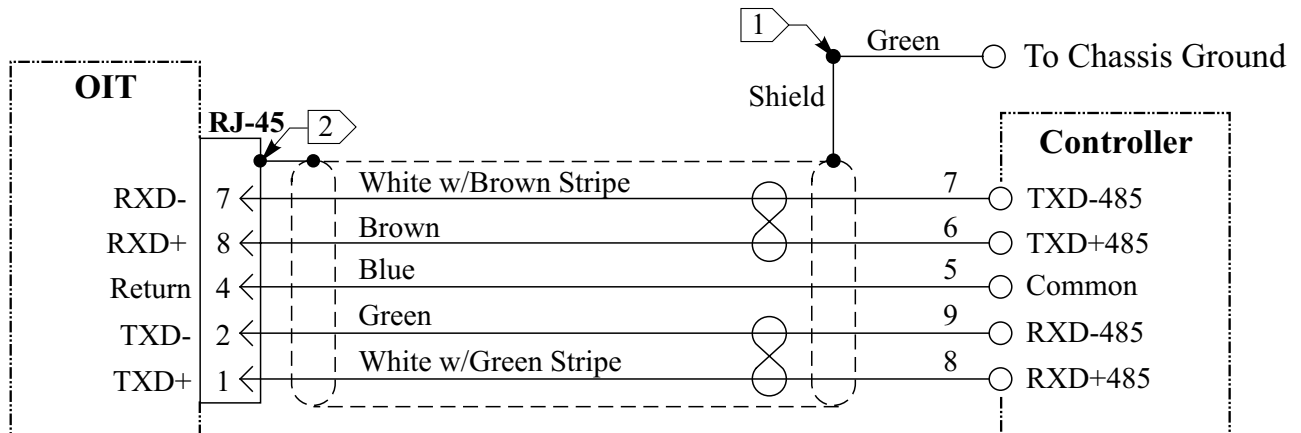 1
Green
To Chassis Ground
OIT
Shield
RJ-45
2
Controller
RXD- 7 White w/Brown Stripe 7 TXD-485
RXD+ 8 Brown 6 TXD+485
Return 4 Blue 5 Common
TXD- 2 Green 9 RXD-485
TXD+ 1 White w/Green Stripe 8 RXD+485